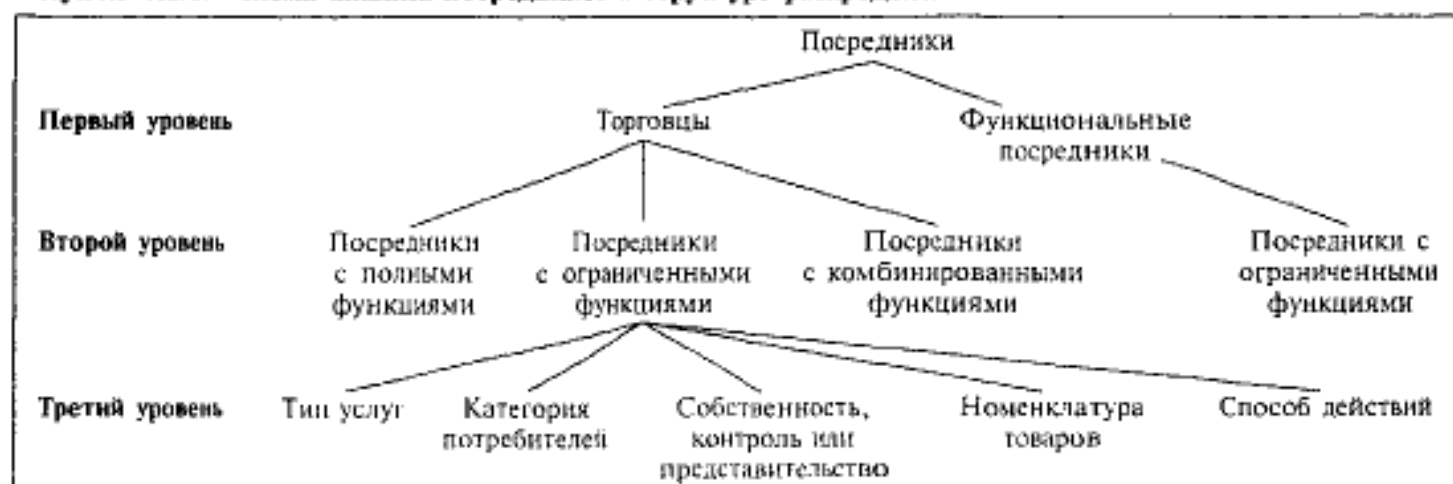 Посредники
Первый уровень Торговцы Функциональные
посредники
Второй уровень Посредники Посредники Посредники Посредники с
с полными с ограниченными с комбинированными ограниченными
функциями функциями функциями функциями
Третий уровень Тип услуг Категория Собственность, Номенклатура Способ действий
потребителей контроль или товаров
представительство